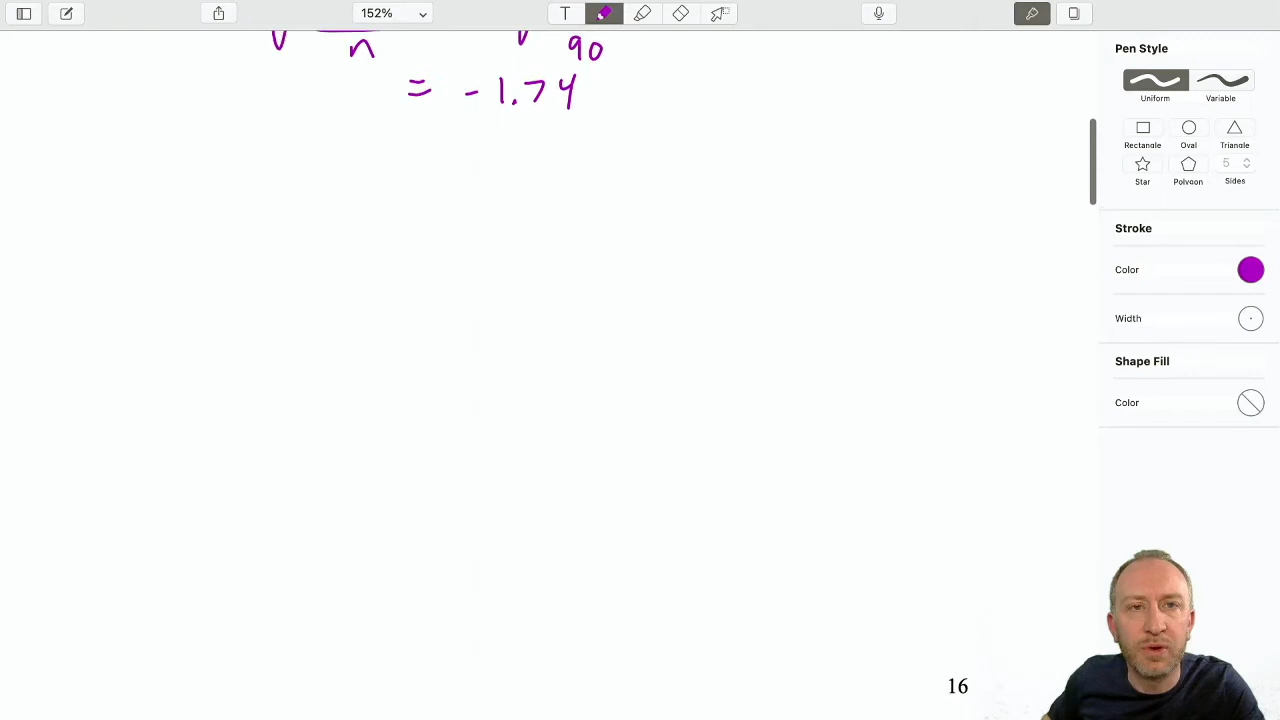 152%
T
Pen Style
Uniform Variable
Rectangle Oval Triangle
5
Star Polygon Sides
Stroke
Color
Width
Shape Fill
Color
n 90
= -1.74
16